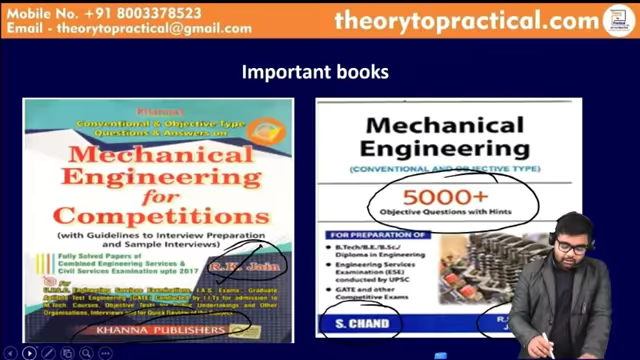 Mobile No. +91 8003378523
Email - theorytopractical@gmail.com
theorytopractical.com
Important books
Khanna's
Conventional & Objective Type
Questions & Answers on
Mechanical
Engineering
for
Competitions
(with Guidelines to Interview Preparation
and Sample Interviews)
Fully Solved Papers of
Combined Engineering Services &
Civil Services Examination upto 2017
R.K. Jain
KHANNA PUBLISHERS
Mechanical
Engineering
(CONVENTIONAL AND OBJECTIVE TYPE)
5000+
Objective Questions with Hints
FOR PREPARATION OF
B.Tech/B.E./B.Sc./
Diploma in Engineering
Engineering Services
Examination (ESE)
conducted by UPSC
GATE and other
Competitive Exams
S. CHAND